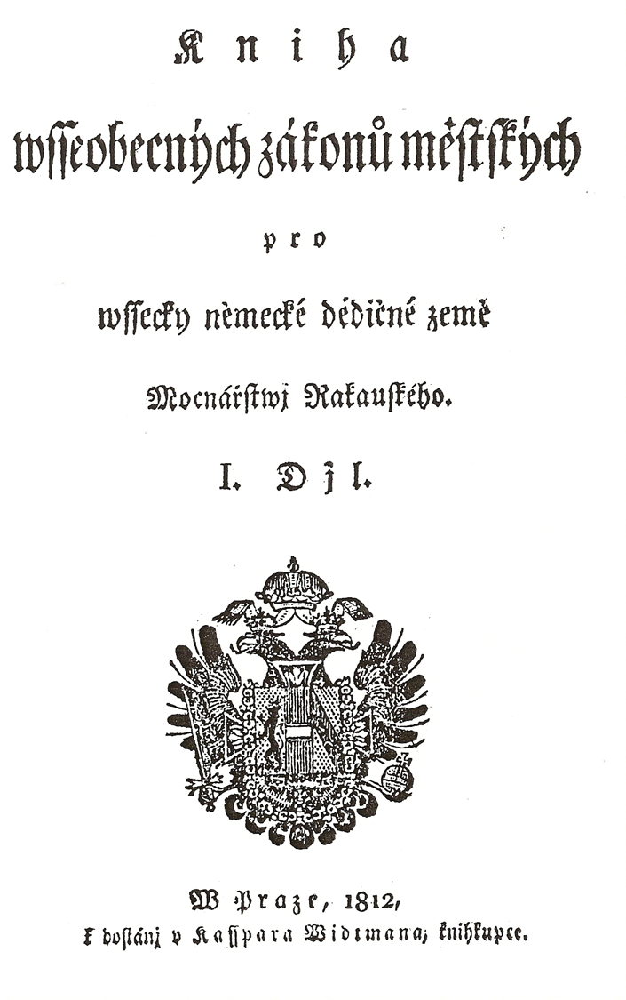 Kniha
wſſeobecných zákonů měſtſkých
pro
wſſecky německé dědičné země
Mocnářſtwj Rakauſkého.
I. Djl.
W Praze, 1812,
k doſtánj v Kaſſpara Widtmana, knihkupce.